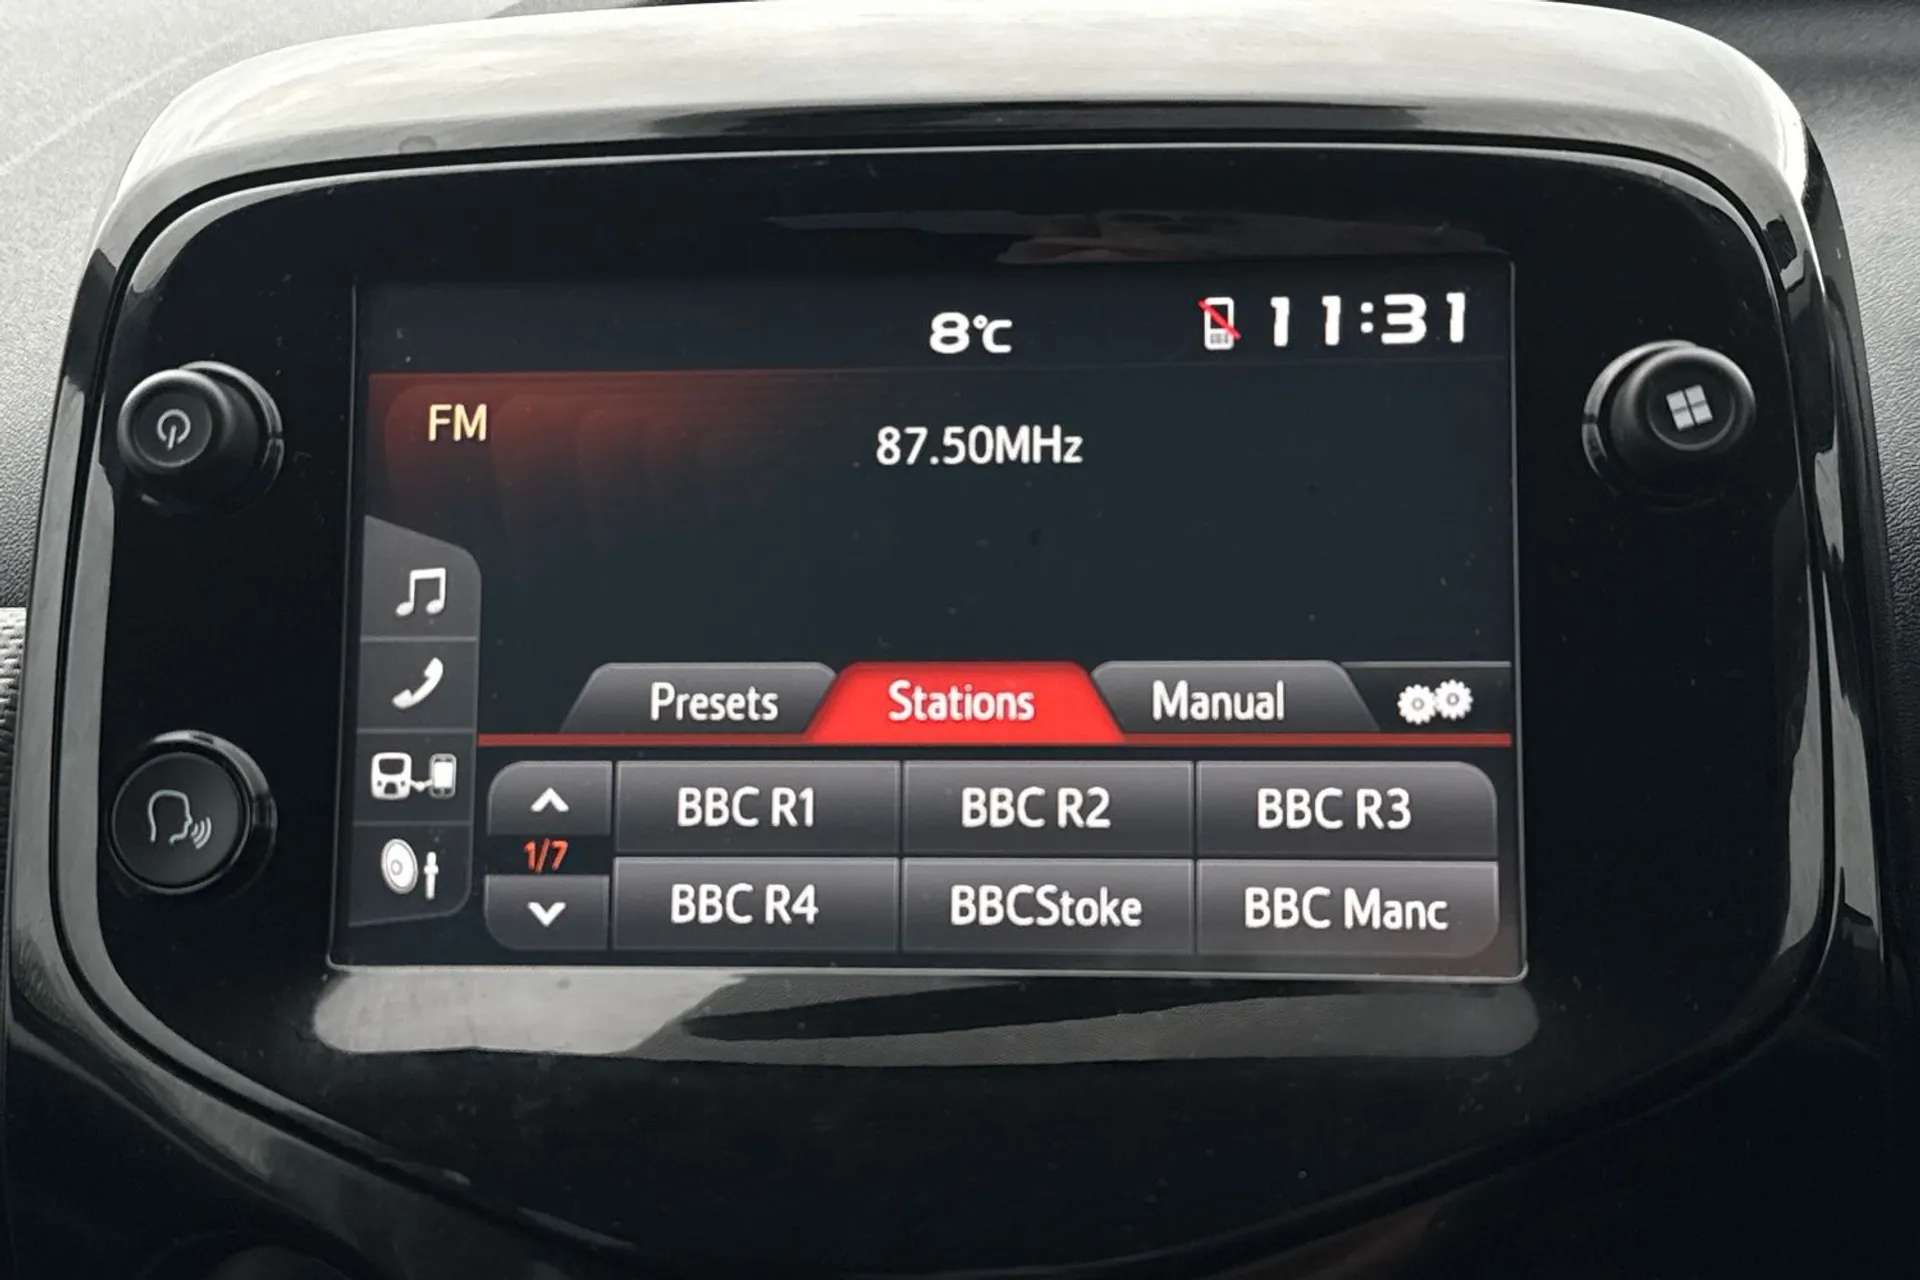 8°C 11:31
FM
87.50MHz
Presets Stations Manual
BBC R1 BBC R2 BBC R3
1/7
BBC R4 BBCStoke BBC Manc